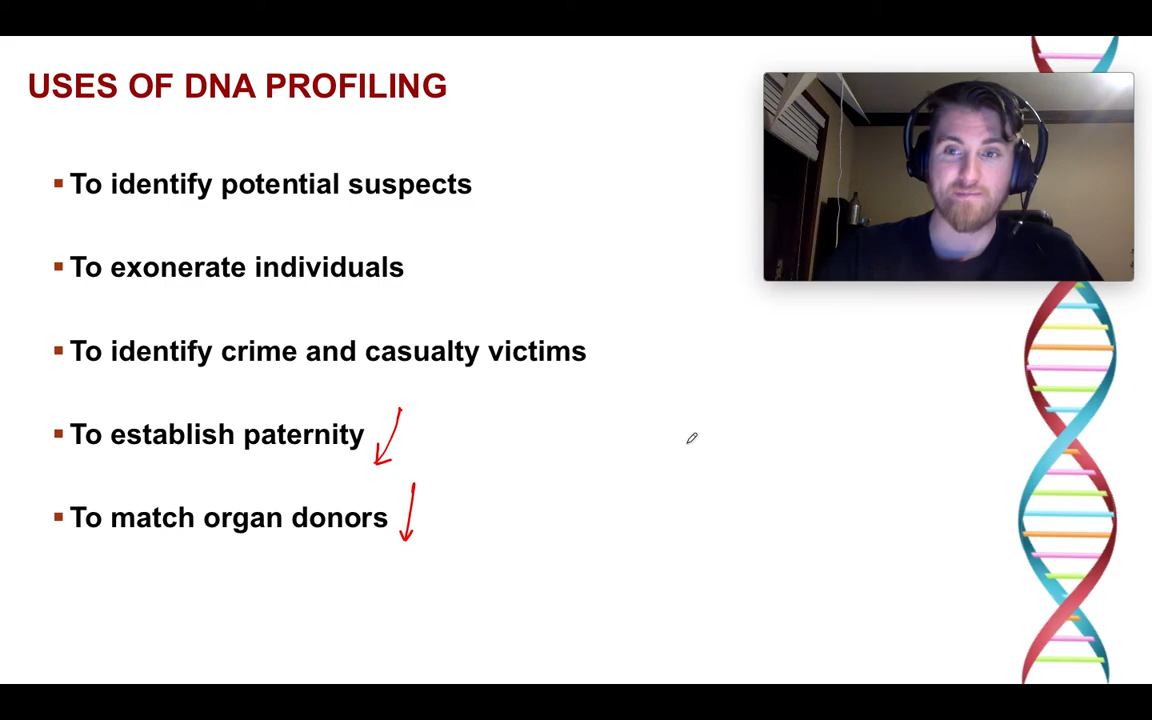 USES OF DNA PROFILING
▪ To identify potential suspects
▪ To exonerate individuals
▪ To identify crime and casualty victims
▪ To establish paternity
▪ To match organ donors